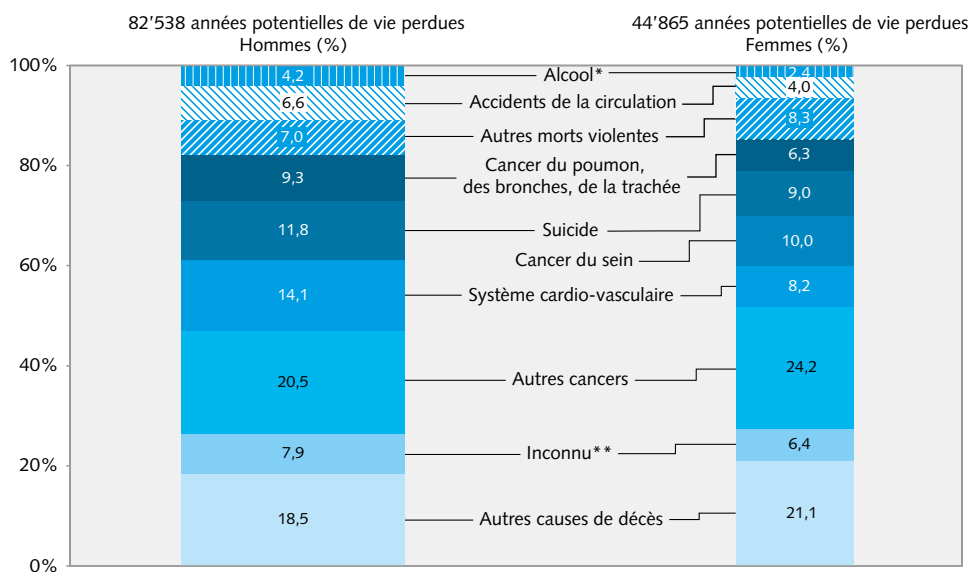 82’538 années potentielles de vie perdues
Hommes (%)
44’865 années potentielles de vie perdues
Femmes (%)
100%
80%
60%
40%
20%
0%
4,2
6,6
7,0
9,3
11,8
14,1
20,5
7,9
18,5
Alcool*
Accidents de la circulation
Autres morts violentes
Cancer du poumon,
des bronches, de la trachée
Suicide
Cancer du sein
Système cardio-vasculaire
Autres cancers
Inconnu**
Autres causes de décès
2,4
4,0
8,3
6,3
9,0
10,0
8,2
24,2
6,4
21,1